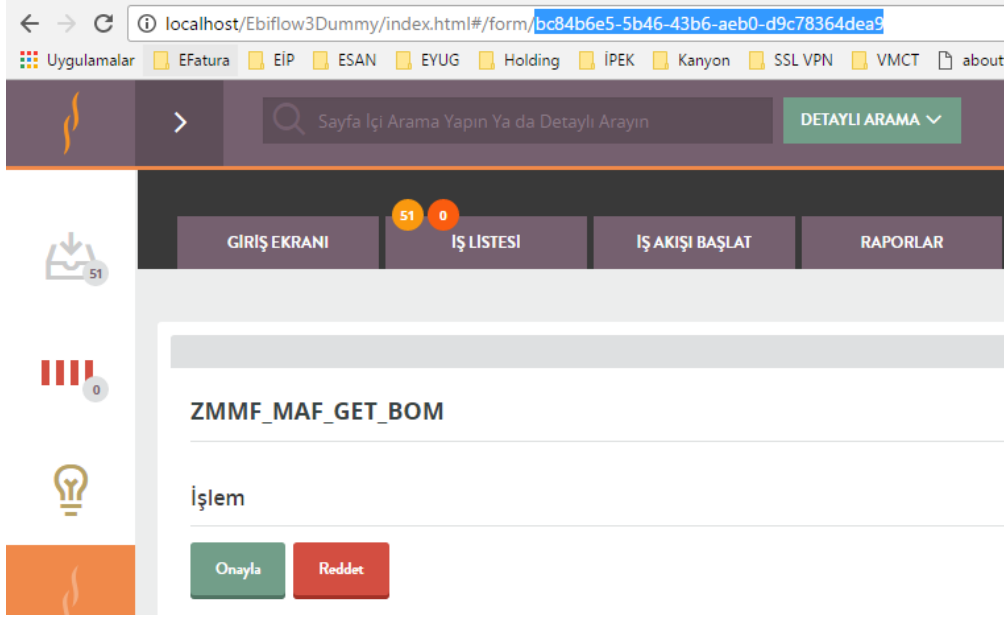 localhost/Ebiflow3Dummy/index.html#/form/bc84b6e5-5b46-43b6-aeb0-d9c78364dea9
Uygulamalar EFatura EİP ESAN EYUG Holding İPEK Kanyon SSL VPN VMCT about
Sayfa İçi Arama Yapın Ya da Detaylı Arayın DETAYLI ARAMA
51 0
GİRİŞ EKRANI İŞ LİSTESİ İŞ AKIŞI BAŞLAT RAPORLAR
51
0
ZMMF_MAF_GET_BOM
İşlem
Onayla Reddet